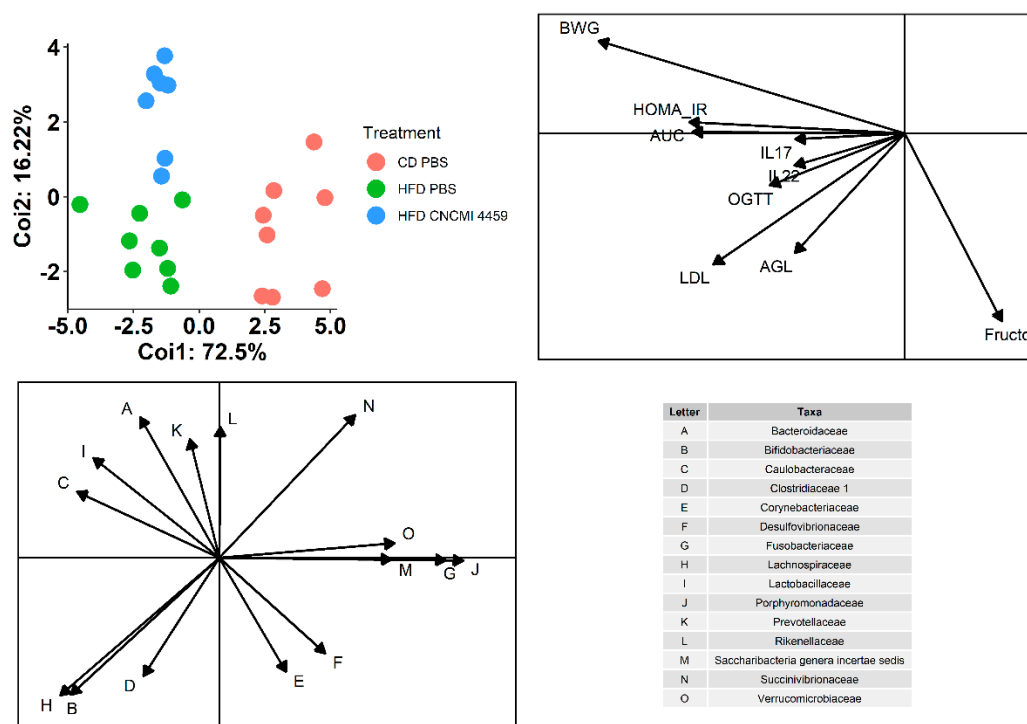 4
2
0
-2
Coi2: 16.22%
-5.0 -2.5 0.0 2.5 5.0
Coi1: 72.5%
Treatment
CD PBS
HFD PBS
HFD CNCMI 4459
BWG
HOMA_IR
AUC
IL17
IL22
OGTT
LDL
AGL
Fructo
A
L
N
K
I
C
O
M
G
J
F
D
E
H
B
Letter Taxa
A Bacteroidaceae
B Bifidobacteriaceae
C Caulobacteraceae
D Clostridiaceae 1
E Corynebacteriaceae
F Desulfovibrionaceae
G Fusobacteriaceae
H Lachnospiraceae
I Lactobacillaceae
J Porphyromonadaceae
K Prevotellaceae
L Rikenellaceae
M Saccharibacteria genera incertae sedis
N Succinivibrionaceae
O Verrucomicrobiaceae